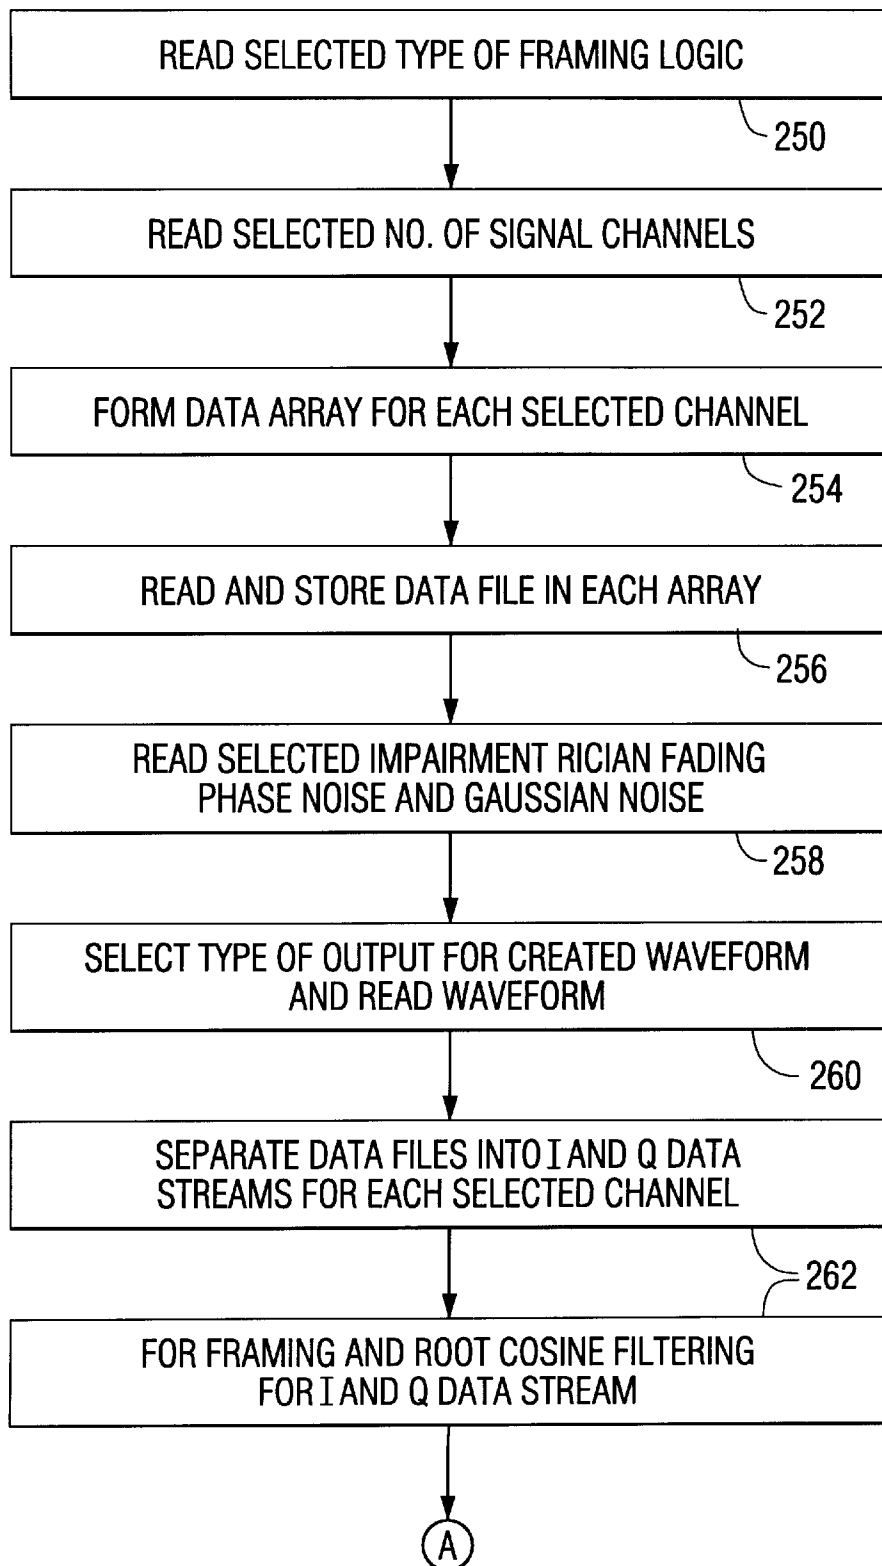 READ SELECTED TYPE OF FRAMING LOGIC
250
READ SELECTED NO. OF SIGNAL CHANNELS
252
FORM DATA ARRAY FOR EACH SELECTED CHANNEL
254
READ AND STORE DATA FILE IN EACH ARRAY
256
READ SELECTED IMPAIRMENT RICIAN FADING
PHASE NOISE AND GAUSSIAN NOISE
258
SELECT TYPE OF OUTPUT FOR CREATED WAVEFORM
AND READ WAVEFORM
260
SEPARATE DATA FILES INTO I AND Q DATA
STREAMS FOR EACH SELECTED CHANNEL
262
FOR FRAMING AND ROOT COSINE FILTERING
FOR I AND Q DATA STREAM
A